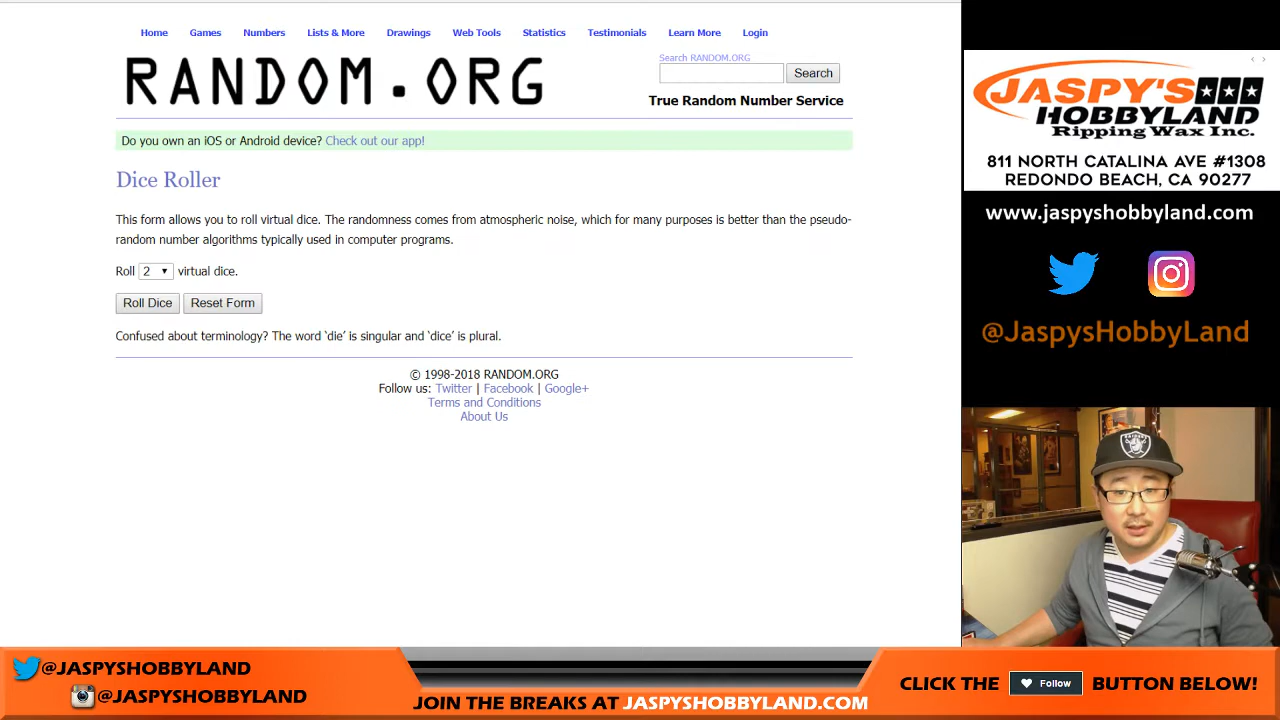 Home Games Numbers Lists & More Drawings Web Tools Statistics Testimonials Learn More Login
RANDOM.ORG
Search RANDOM.ORG
Search
True Random Number Service
Do you own an iOS or Android device? Check out our app!
Dice Roller
This form allows you to roll virtual dice. The randomness comes from atmospheric noise, which for many purposes is better than the pseudo-
random number algorithms typically used in computer programs.
Roll 2 virtual dice.
Roll Dice Reset Form
Confused about terminology? The word ‘die’ is singular and ‘dice’ is plural.
© 1998-2018 RANDOM.ORG
Follow us: Twitter | Facebook | Google+
Terms and Conditions
About Us
JASPY'S
HOBBYLAND
Ripping Wax Inc.
811 NORTH CATALINA AVE #1308
REDONDO BEACH, CA 90277
www.jaspyshobbyland.com
@JaspysHobbyLand
RAIDERS
@JASPYSHOBBYLAND
@JASPYSHOBBYLAND
JOIN THE BREAKS AT JASPYSHOBBYLAND.COM
CLICK THE Follow BUTTON BELOW!